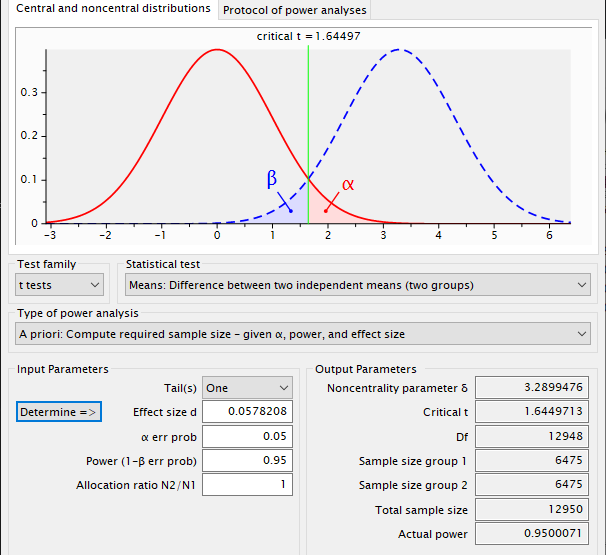 Central and noncentral distributions Protocol of power analyses
critical t = 1.64497
0.3
0.2
0.1
0
β α
-3 -2 -1 0 1 2 3 4 5 6
Test family Statistical test
t tests Means: Difference between two independent means (two groups)
Type of power analysis
A priori: Compute required sample size - given α, power, and effect size
Input Parameters Output Parameters
Tail(s) One Noncentrality parameter δ 3.2899476
Determine => Effect size d 0.0578208 Critical t 1.6449713
α err prob 0.05 Df 12948
Power (1-β err prob) 0.95 Sample size group 1 6475
Allocation ratio N2/N1 1 Sample size group 2 6475
Total sample size 12950
Actual power 0.9500071